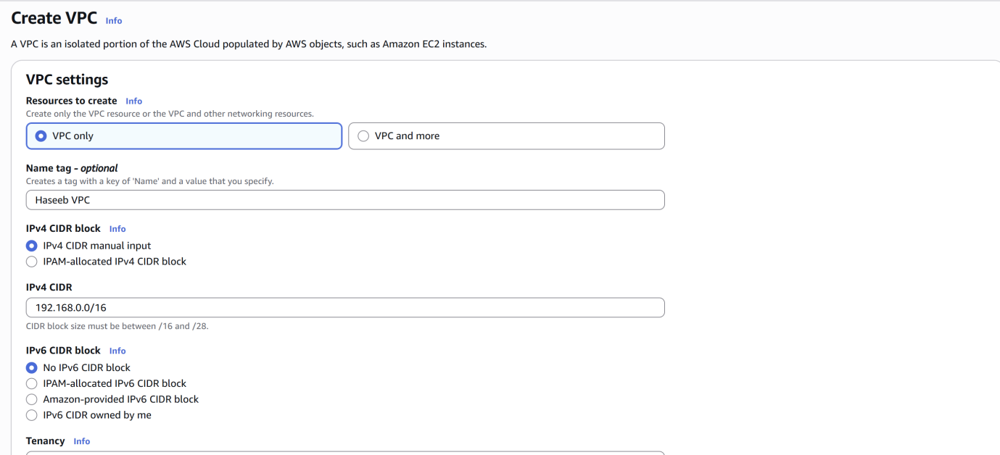 Create VPC Info
A VPC is an isolated portion of the AWS Cloud populated by AWS objects, such as Amazon EC2 instances.
VPC settings
Resources to create Info
Create only the VPC resource or the VPC and other networking resources.
VPC only
VPC and more
Name tag - optional
Creates a tag with a key of 'Name' and a value that you specify.
Haseeb VPC
IPv4 CIDR block Info
IPv4 CIDR manual input
IPAM-allocated IPv4 CIDR block
IPv4 CIDR
192.168.0.0/16
CIDR block size must be between /16 and /28.
IPv6 CIDR block Info
No IPv6 CIDR block
IPAM-allocated IPv6 CIDR block
Amazon-provided IPv6 CIDR block
IPv6 CIDR owned by me
Tenancy Info